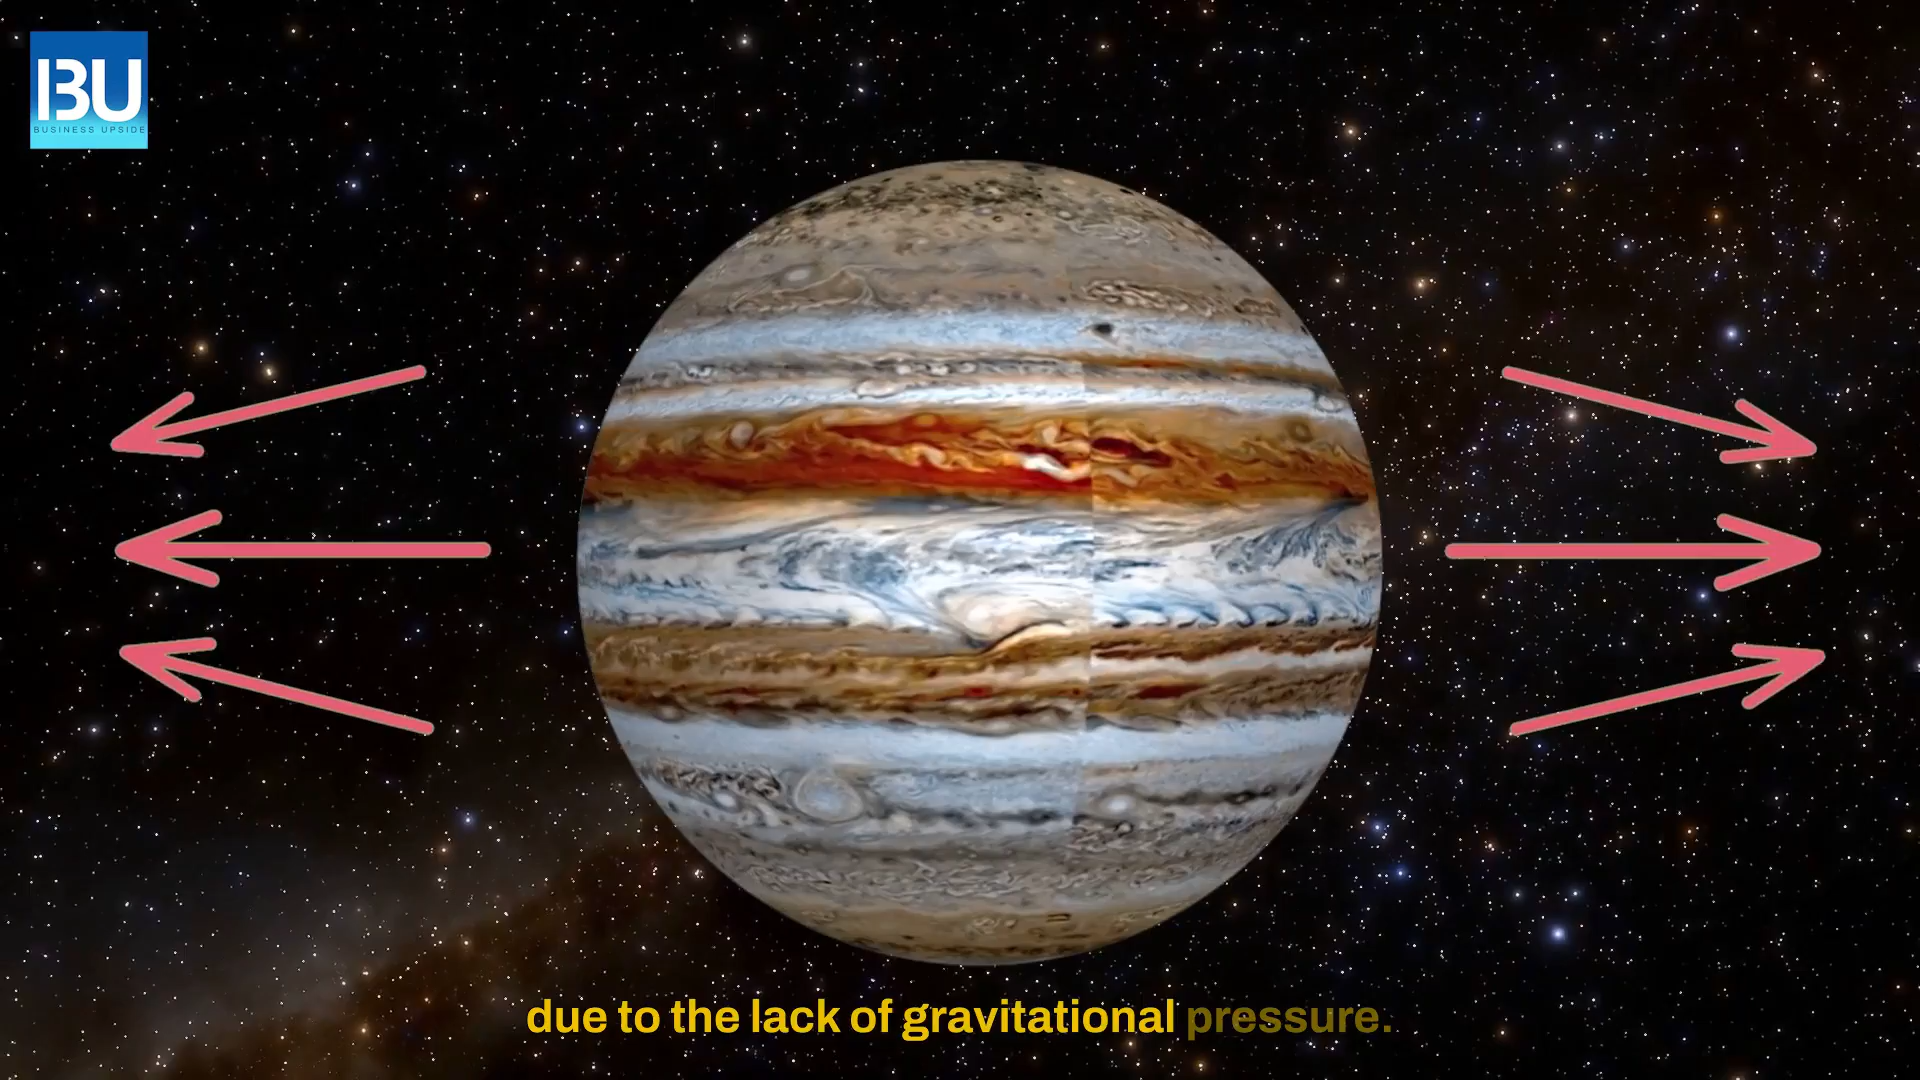 BU
BUSINESS UPSIDE
due to the lack of gravitational pressure.